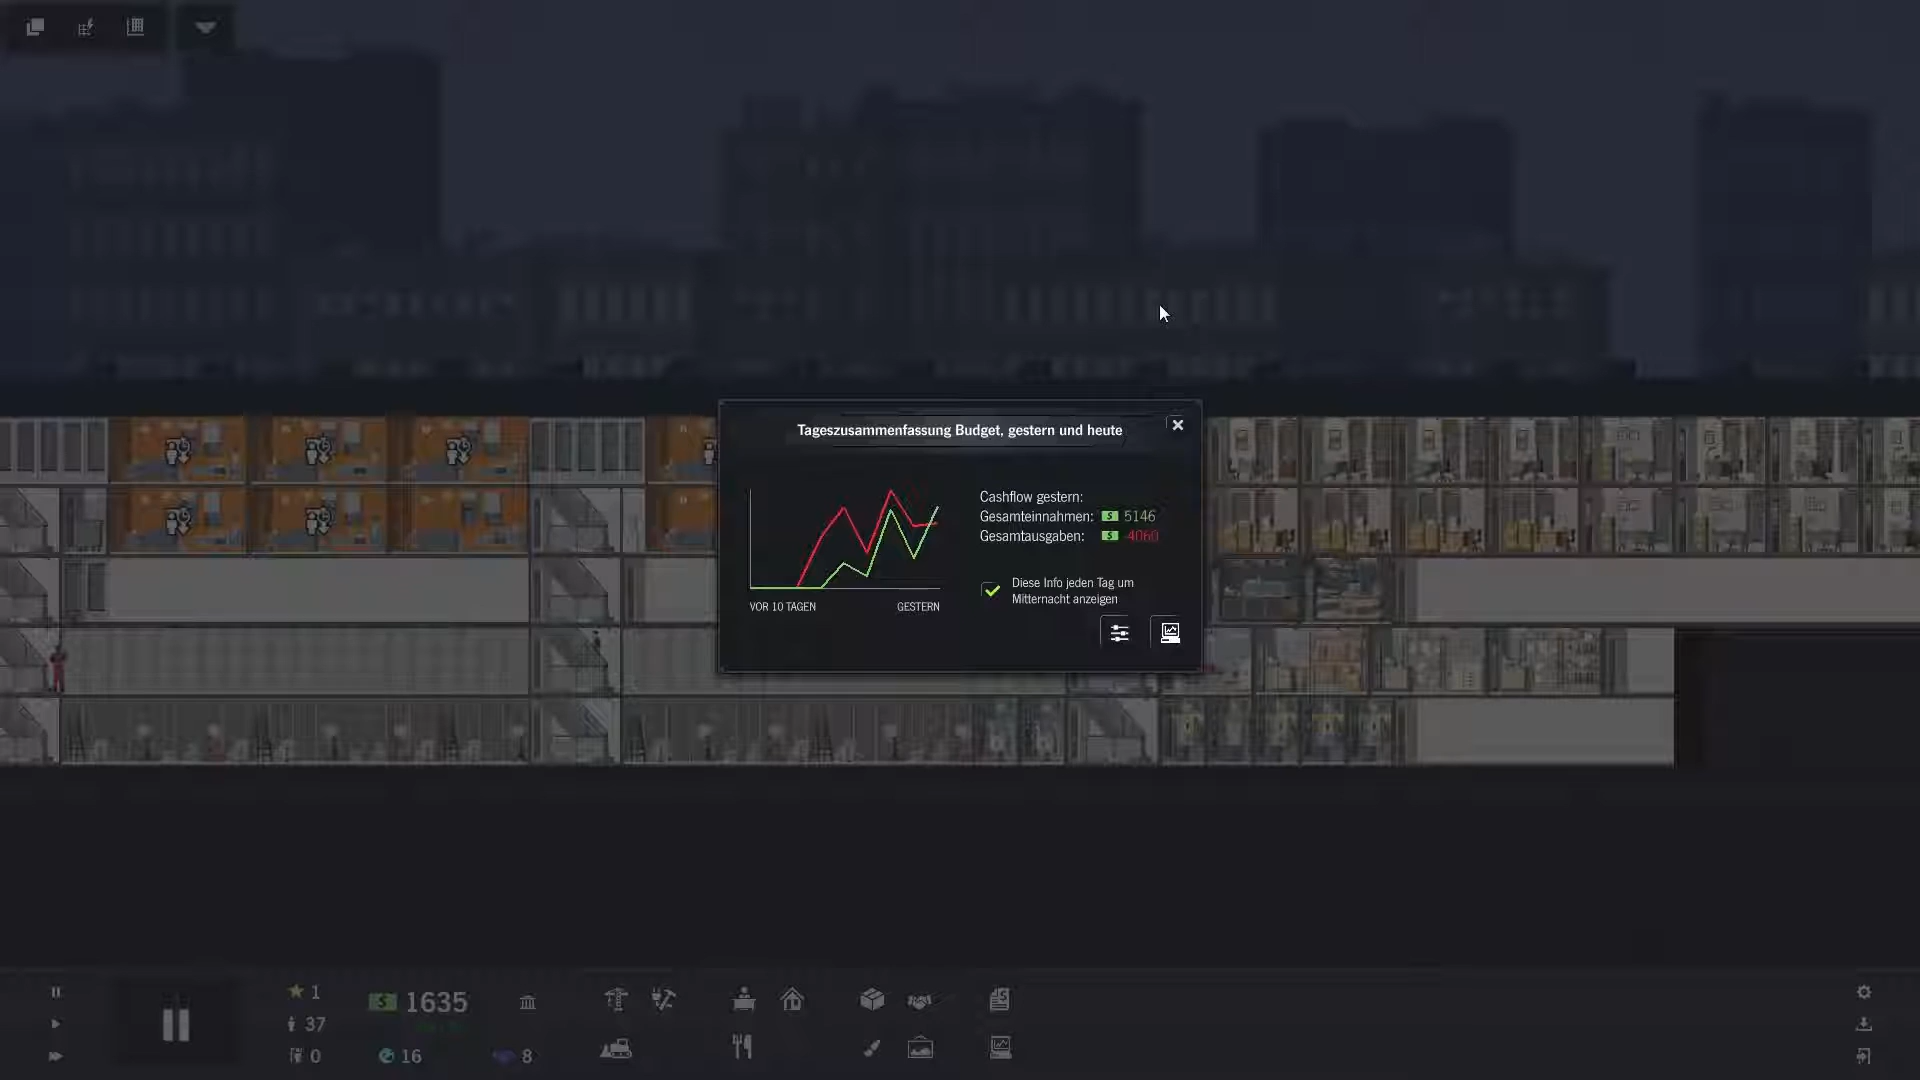 Tageszusammenfassung Budget, gestern und heute
Cashflow gestern:
Gesamteinnahmen: $ 5146
Gesamtausgaben: $ -4060
VOR 10 TAGEN
GESTERN
Diese Info jeden Tag um
Mitternacht anzeigen
1
$ 1635
37
0
16
8